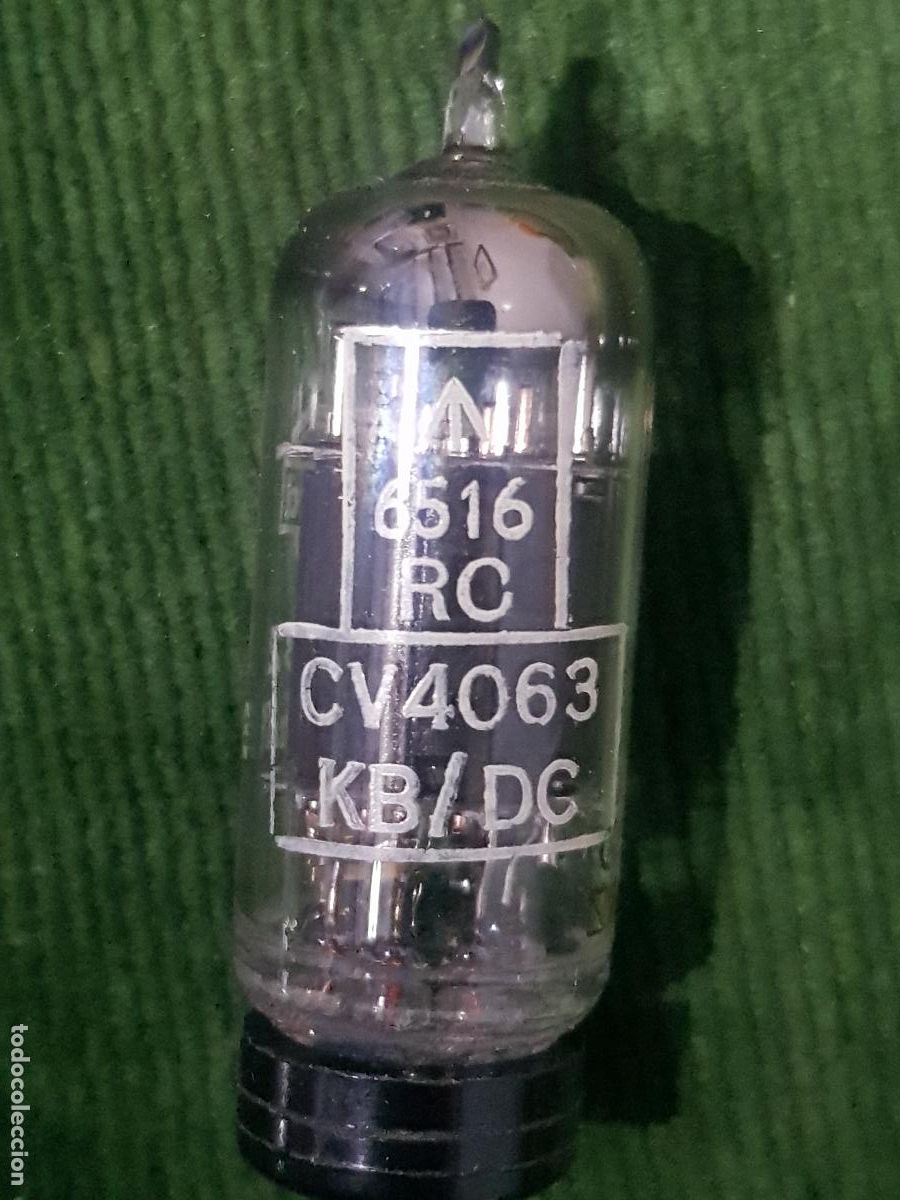 6516
RC
CV4063
KB/DC
todocoleccion